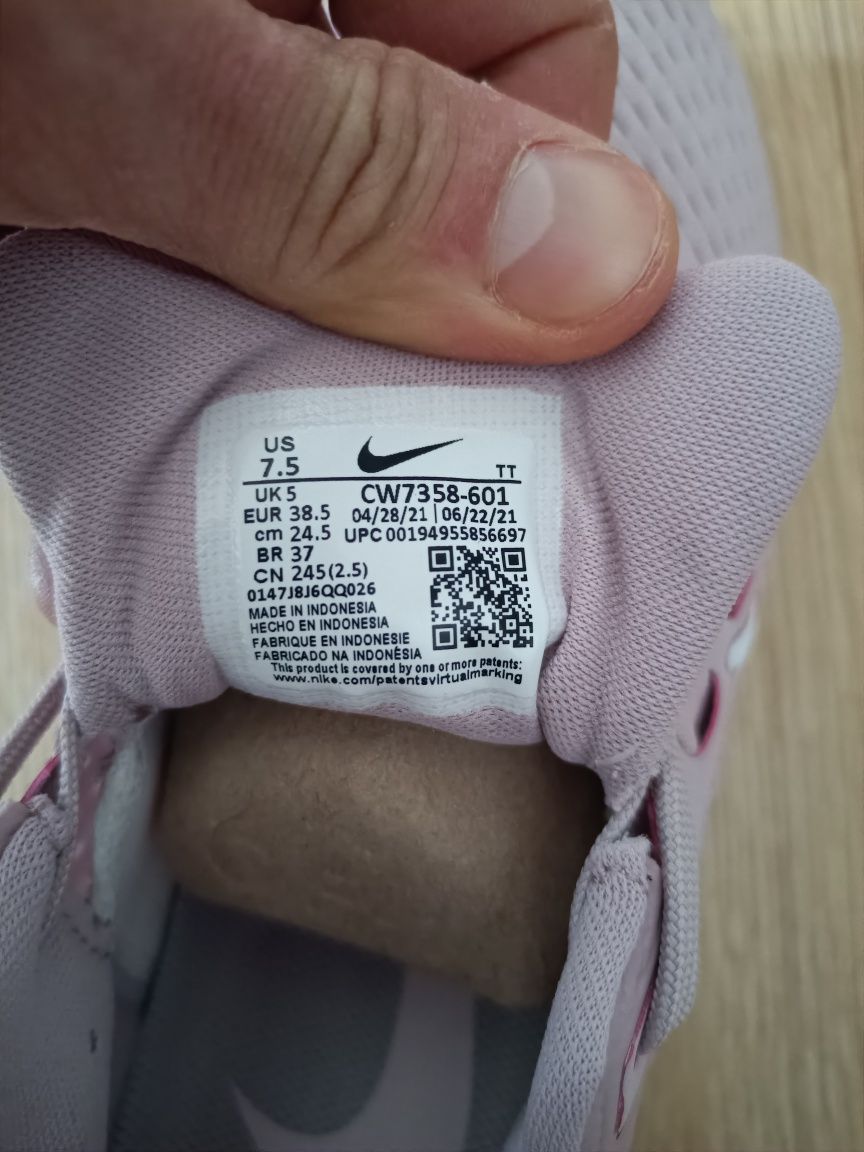 US
7.5
TT
UK 5
CW7358-601
EUR 38.5
04/28/21 | 06/22/21
cm 24.5
UPC 00194955856697
BR 37
CN 245(2.5)
0147J8J6QQ026
MADE IN INDONESIA
HECHO EN INDONESIA
FABRIQUE EN INDONESIE
FABRICADO NA INDONÉSIA
This product is covered by one or more patents:
www.nike.com/patentsvirtualmarking